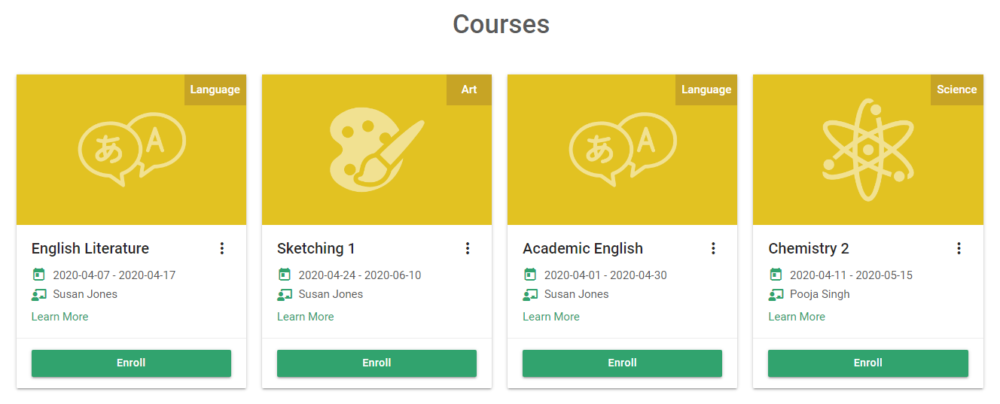 Courses
Language
あ A
English Literature
2020-04-07 - 2020-04-17
Susan Jones
Learn More
Enroll
Art
Sketching 1
2020-04-24 - 2020-06-10
Susan Jones
Learn More
Enroll
Language
あ A
Academic English
2020-04-01 - 2020-04-30
Susan Jones
Learn More
Enroll
Science
Chemistry 2
2020-04-11 - 2020-05-15
Pooja Singh
Learn More
Enroll